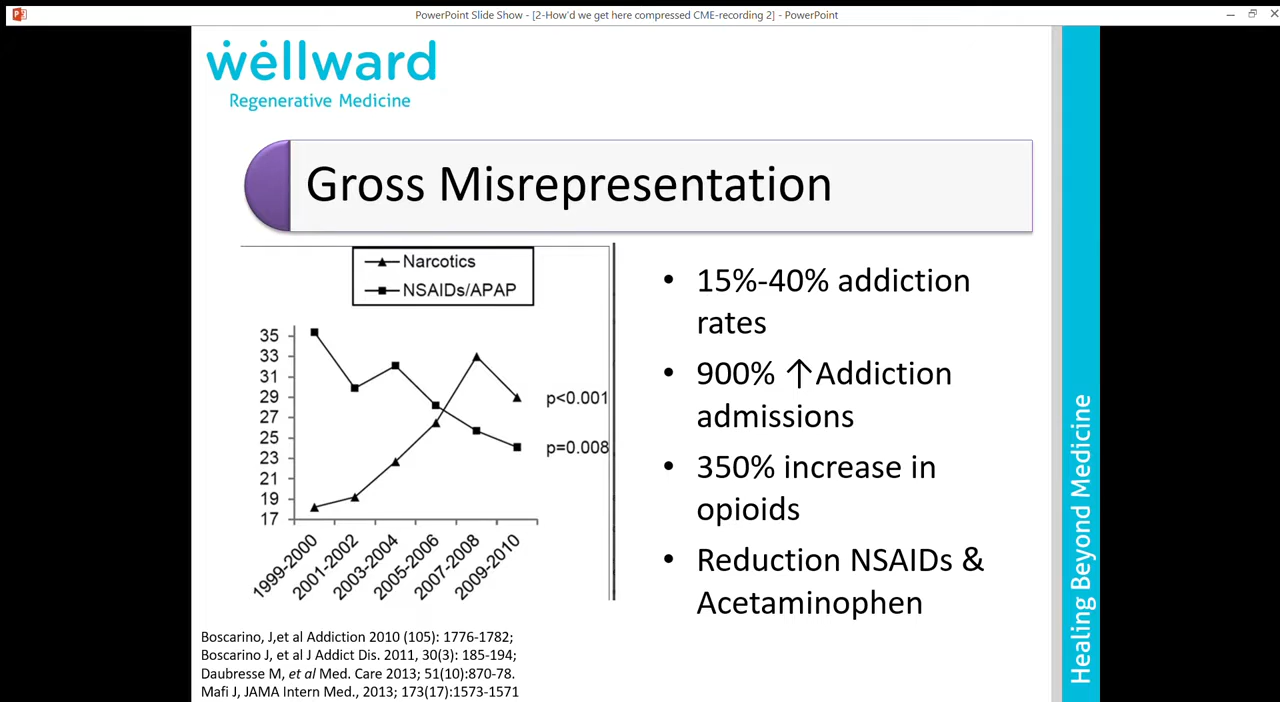 PowerPoint Slide Show - [2-How'd we get here compressed CME-recording 2] - PowerPoint
wellward
Regenerative Medicine
Gross Misrepresentation
Narcotics
NSAIDs/APAP
35
33
31
29
27
25
23
21
19
17
p<0.001
p=0.008
1999-2000
2001-2002
2003-2004
2005-2006
2007-2008
2009-2010
• 15%-40% addiction
rates
• 900% ↑Addiction
admissions
• 350% increase in
opioids
• Reduction NSAIDs &
Acetaminophen
Boscarino, J,et al Addiction 2010 (105): 1776-1782;
Boscarino J, et al J Addict Dis. 2011, 30(3): 185-194;
Daubresse M, et al Med. Care 2013; 51(10):870-78.
Mafi J, JAMA Intern Med., 2013; 173(17):1573-1571
Healing Beyond Medicine